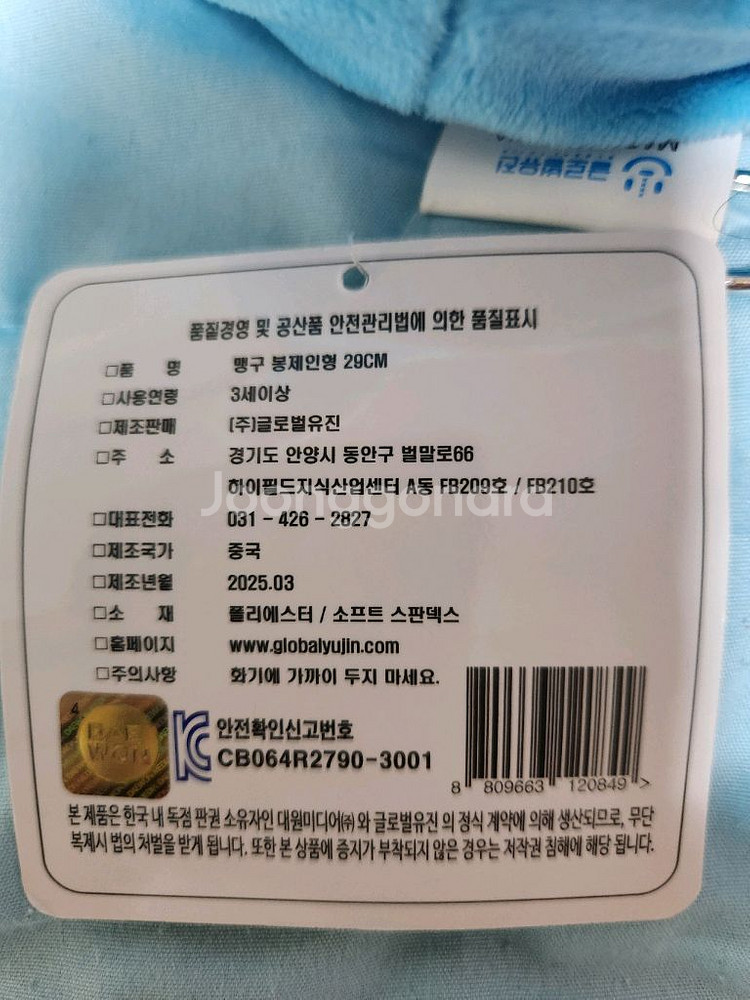 품질경영 및 공산품 안전관리법에 의한 품질표시
□품 명 맹구 봉제인형 29CM
□사용연령 3세이상
□제조판매 (주)글로벌유진
□주 소 경기도 안양시 동안구 벌말로66
하이필드지식산업센터 A동 FB209호 / FB210호
Joonggonara
□대표전화 031 - 426 - 2827
□제조국가 중국
□제조년월 2025.03
□소 재 폴리에스터 / 소프트 스판덱스
□홈페이지 www.globalyujin.com
□주의사항 화기에 가까이 두지 마세요.
4
DAE WON
안전확인신고번호
CB064R2790-3001
8 809663 120849 >
본 제품은 한국 내 독점 판권 소유자인 대원미디어㈜ 와 글로벌유진 의 정식 계약에 의해 생산되므로, 무단
복제시 법의 처벌을 받게 됩니다. 또한 본 상품에 증지가 부착되지 않은 경우는 저작권 침해에 해당 됩니다.